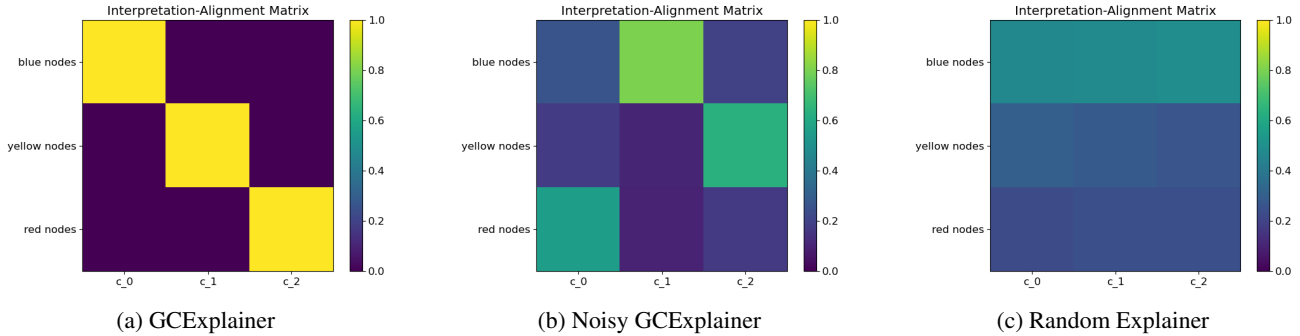 Interpretation-Alignment Matrix
blue nodes
yellow nodes
red nodes
c_0 c_1 c_2
1.0
0.8
0.6
0.4
0.2
0.0
(a) GCExplainer
Interpretation-Alignment Matrix
blue nodes
yellow nodes
red nodes
c_0 c_1 c_2
1.0
0.8
0.6
0.4
0.2
0.0
(b) Noisy GCExplainer
Interpretation-Alignment Matrix
blue nodes
yellow nodes
red nodes
c_0 c_1 c_2
1.0
0.8
0.6
0.4
0.2
0.0
(c) Random Explainer